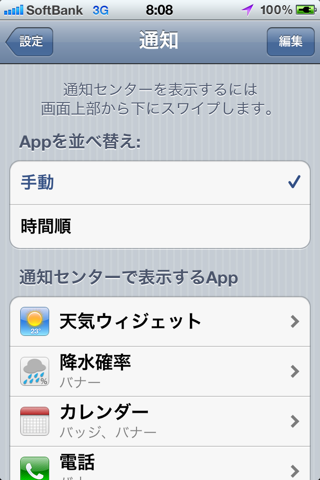 SoftBank 3G 8:08 100%
設定 通知 編集
通知センターを表示するには
画面上部から下にスワイプします。
Appを並べ替え:
手動
時間順
通知センターで表示するApp
天気ウィジェット
23°
降水確率
%
バナー
カレンダー
バッジ、バナー
電話